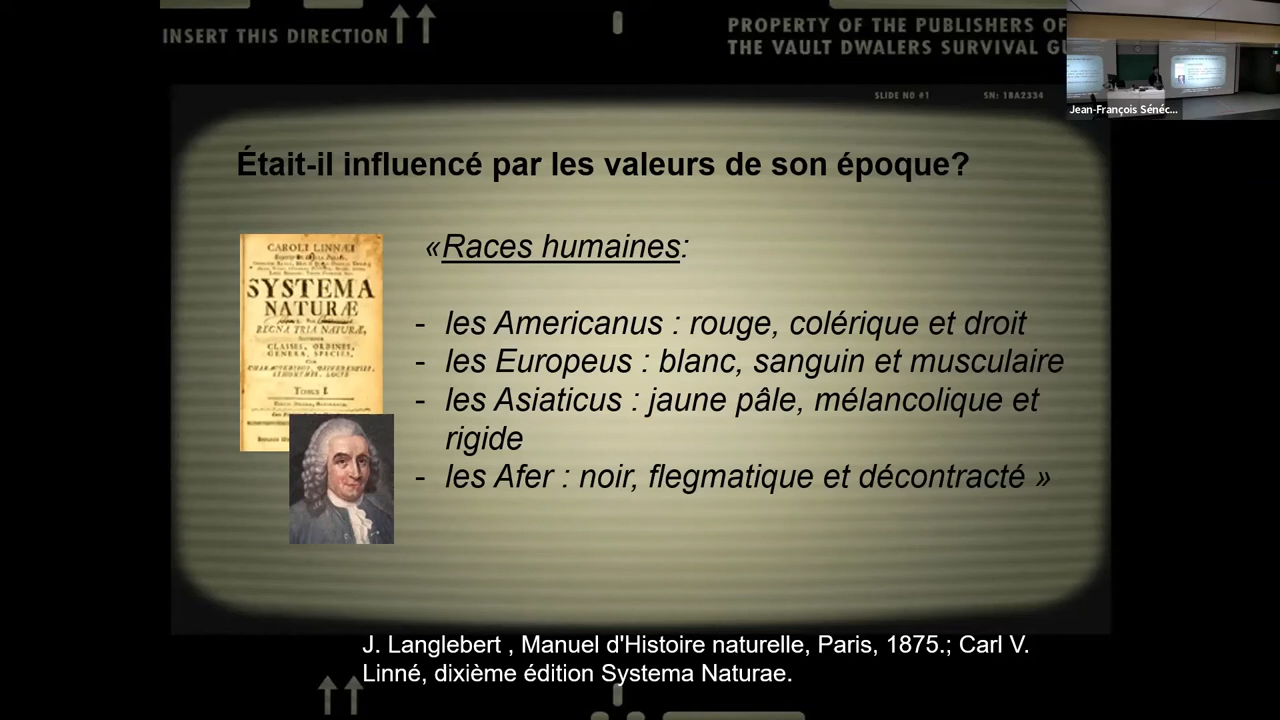 INSERT THIS DIRECTION
PROPERTY OF THE PUBLISHERS OF
THE VAULT DWALERS SURVIVAL
SLIDE NO #1 SN: 1BA2334
Jean-François Sénéc...
Était-il influencé par les valeurs de son époque?
CAROLI LINNÆI
SYSTEMA
NATURÆ
REGNA TRIA NATURÆ,
CLASSES, ORDINES,
GENERA, SPECIES,
TOMUS I.
«Races humaines:
- les Americanus : rouge, colérique et droit
- les Europeus : blanc, sanguin et musculaire
- les Asiaticus : jaune pâle, mélancolique et
rigide
- les Afer : noir, flegmatique et décontracté »
J. Langlebert , Manuel d'Histoire naturelle, Paris, 1875.; Carl V.
Linné, dixième édition Systema Naturae.